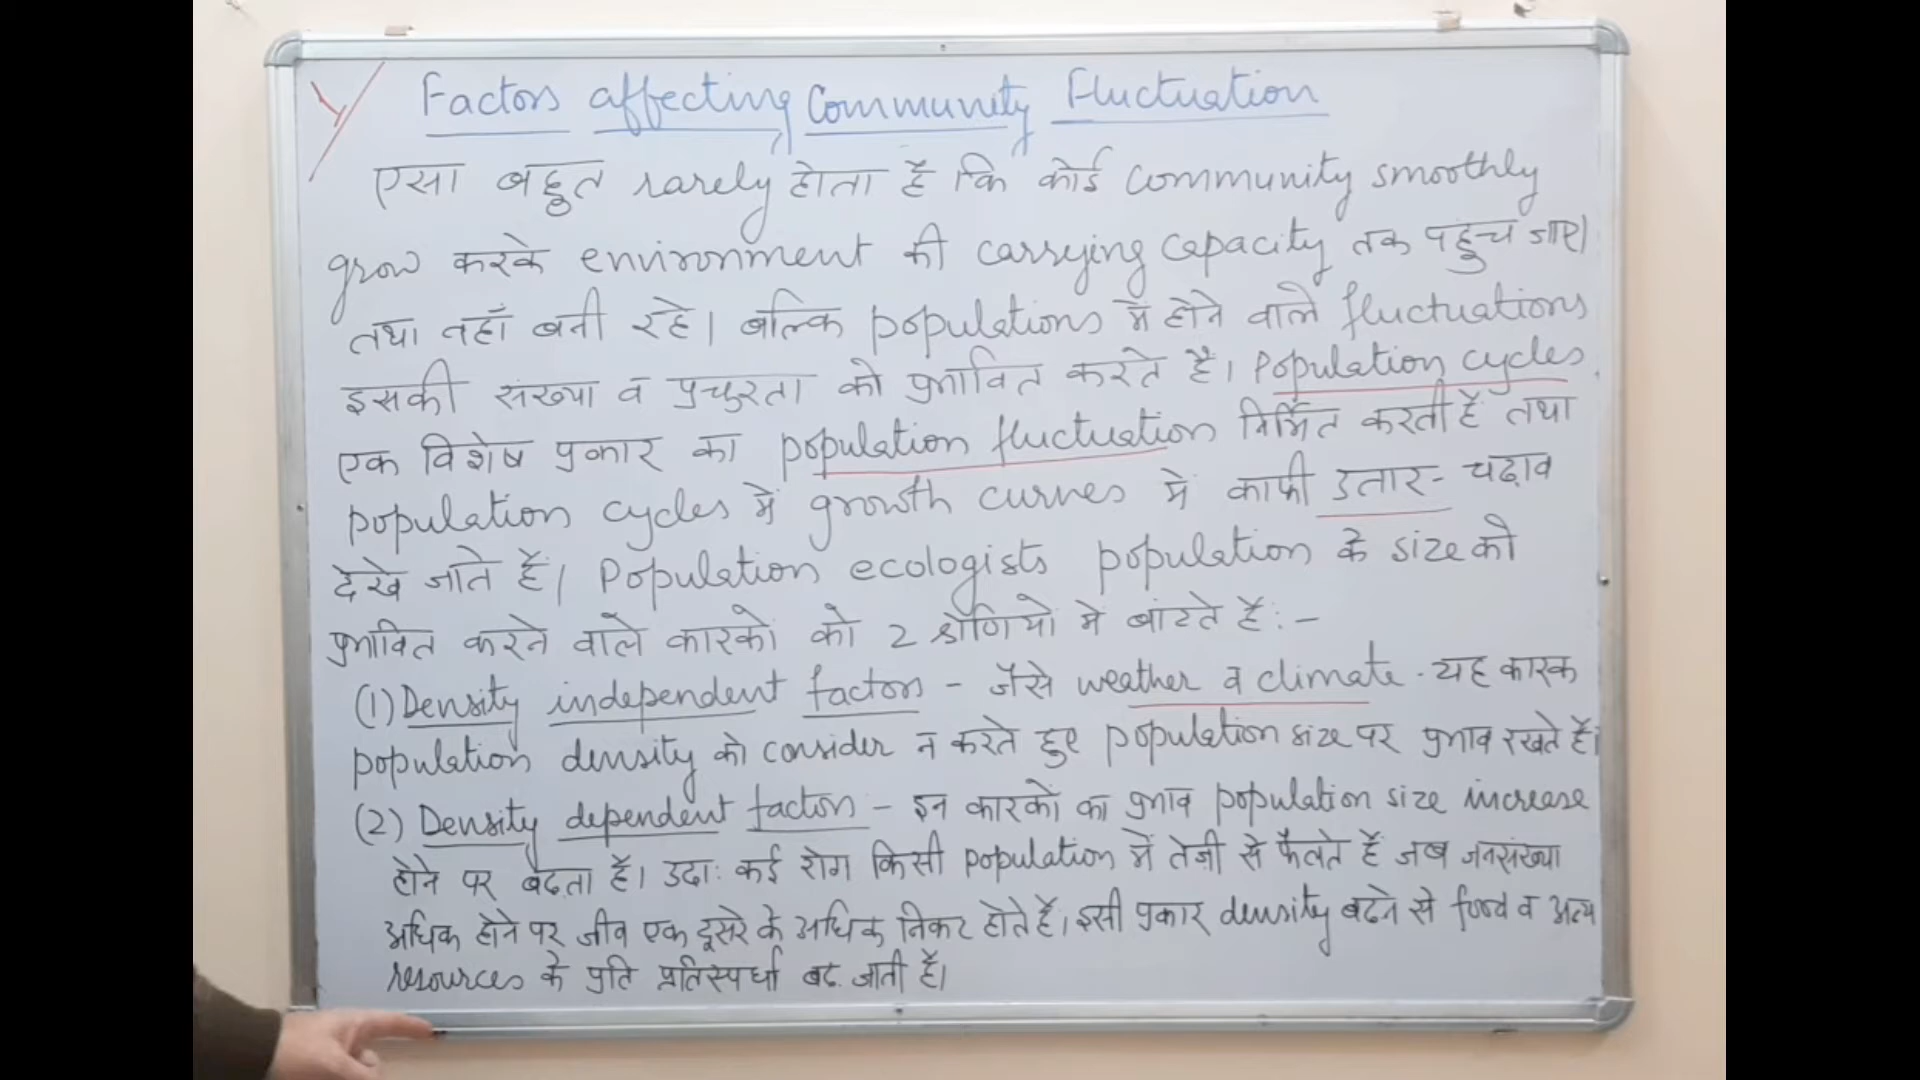 Factors affecting Community Fluctuation
एसा बहुत rarely होता है कि कोई community smoothly
grow करके environment की carrying capacity तक पहुंच जाए।
तथा वहाँ बनी रहे। बल्कि populations में होने वाले fluctuations
इसकी संख्या व प्रचुरता को प्रभावित करते है। Population cycles
एक विशेष प्रकार का population fluctuation निर्मित करती हैं तथा
population cycles में growth curves में काफी उतार - चढ़ाव
देखे जाते हैं। Population ecologists population के size को
प्रभावित करने वाले कारकों को 2 श्रेणियो मे बांटते है :-
(1) Density independent factors - जैसे weather व climate. यह कारक
population density को consider न करते हुए population size पर प्रभाव रखते हैं।
(2) Density dependent factors - इन कारकों का प्रभाव population size increase
होने पर बढ़ता है। उदा: कई रोग किसी population में तेज़ी से फैलते हैं जब जनसंख्या
अधिक होने पर जीव एक दूसरे के अधिक निकट होते हैं। इसी प्रकार density बढ़ने से food व अन्य
resources के प्रति प्रतिस्पर्धा बढ़ जाती है।